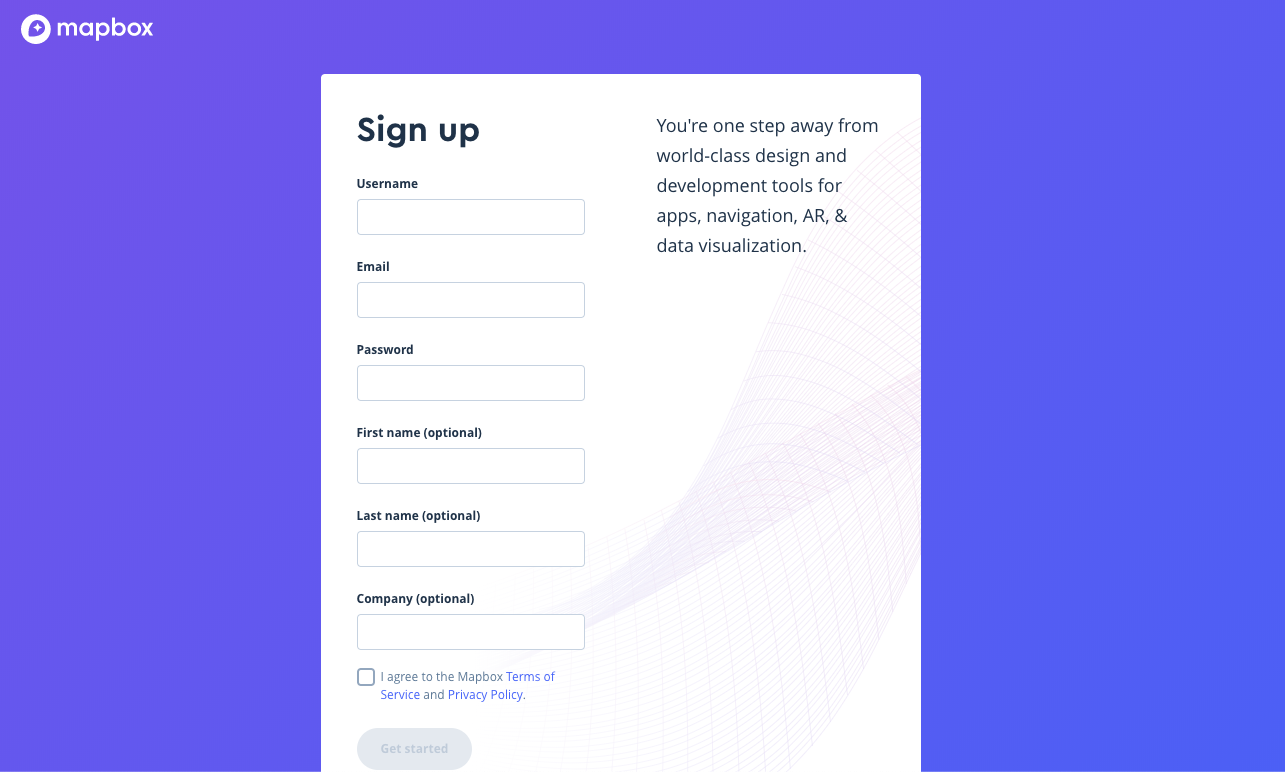 mapbox
Sign up
Username
Email
Password
First name (optional)
Last name (optional)
Company (optional)
I agree to the Mapbox Terms of
Service and Privacy Policy.
Get started
You're one step away from
world-class design and
development tools for
apps, navigation, AR, &
data visualization.